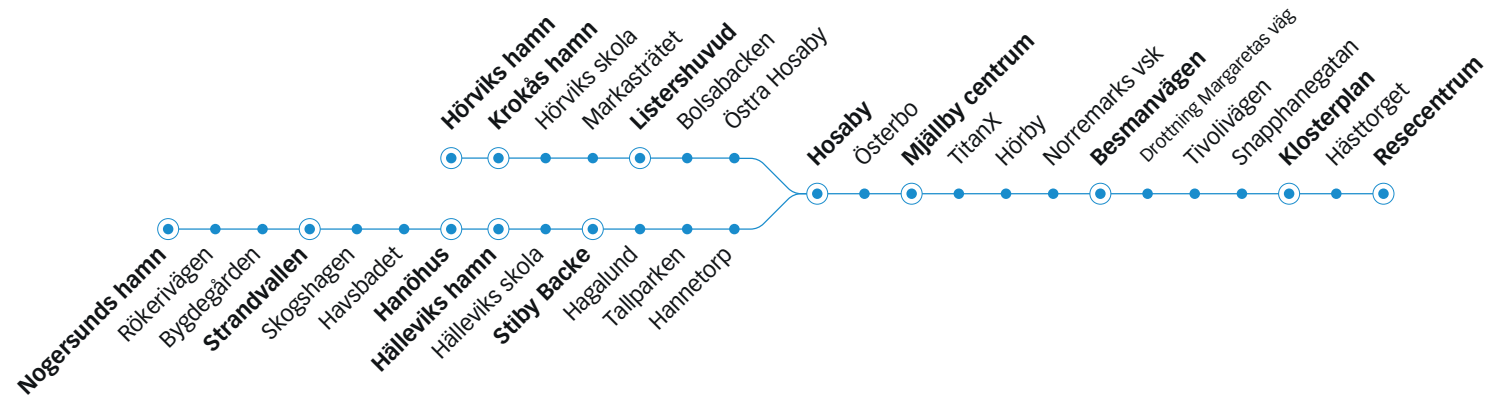 Hörviks hamn
Krokås hamn
Hörviks skola
Markasträtet
Listershuvud
Bolsabacken
Östra Hosaby
Hosaby
Österbo
Mjällby centrum
TitanX
Hörby
Norremarks vsk
Besmanvägen
Drottning Margaretas väg
Tivolivägen
Snapphanegatan
Klosterplan
Hästtorget
Resecentrum
Nogersunds hamn
Rökerivägen
Bygdegården
Strandvallen
Skogshagen
Havsbadet
Hanöhus
Hälleviks hamn
Hälleviks skola
Stiby Backe
Hagalund
Tallparken
Hannetorp